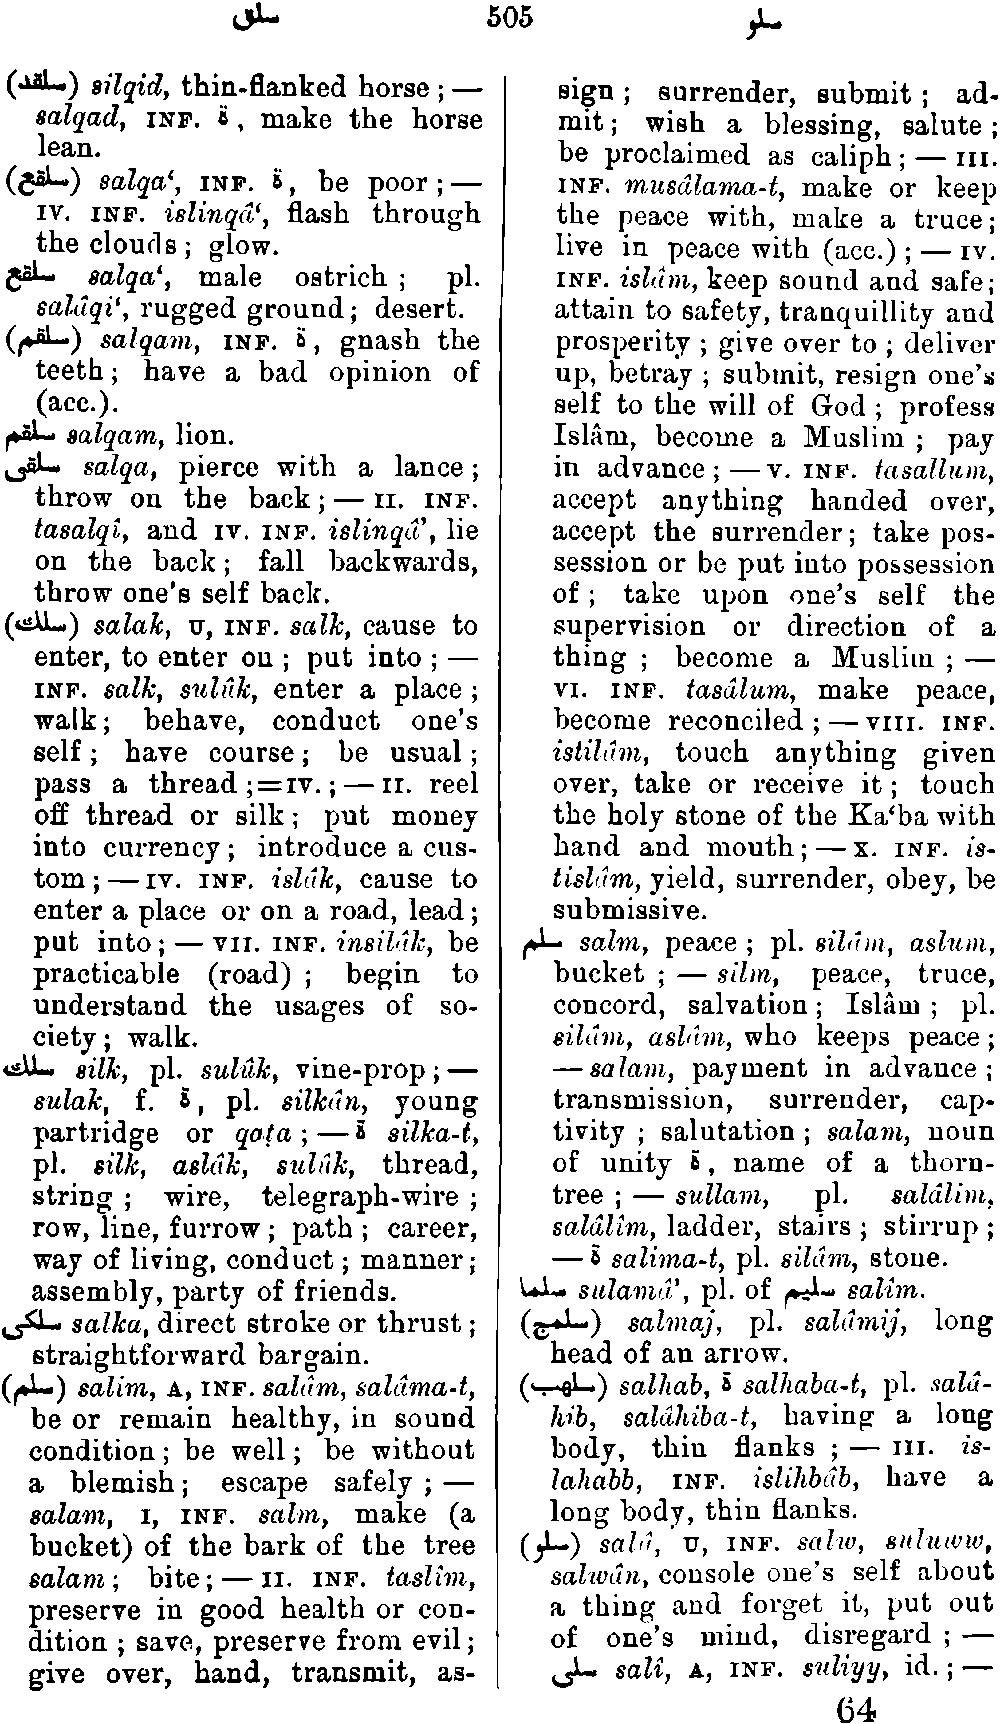 سلق 505 سلو
(سلقد) silqid, thin-flanked horse; —
salqad, INF. ة, make the horse
lean.
(سلقع) salqa‘, INF. ة, be poor; —
IV. INF. islinqâ‘, flash through
the clouds; glow.
سلقع salqa‘, male ostrich; pl.
salâqi‘, rugged ground; desert.
(سلقم) salqam, INF. ة, gnash the
teeth; have a bad opinion of
(acc.).
سلقم salqam, lion.
سلقى salqa, pierce with a lance;
throw on the back; — II. INF.
tasalqî, and IV. INF. islinqâ’, lie
on the back; fall backwards,
throw one's self back.
(سلك) salak, U, INF. salk, cause to
enter, to enter on; put into; —
INF. salk, sulûk, enter a place;
walk; behave, conduct one's
self; have course; be usual;
pass a thread;=IV.; — II. reel
off thread or silk; put money
into currency; introduce a cus-
tom; — IV. INF. islâk, cause to
enter a place or on a road, lead;
put into; — VII. INF. insilâk, be
practicable (road); begin to
understand the usages of so-
ciety; walk.
سلك silk, pl. sulûk, vine-prop; —
sulak, f. ة, pl. silkân, young
partridge or qaṭa; — ة silka-t,
pl. silk, aslâk, sulûk, thread,
string; wire, telegraph-wire;
row, line, furrow; path; career,
way of living, conduct; manner;
assembly, party of friends.
سلكى salka, direct stroke or thrust;
straightforward bargain.
(سلم) salim, A, INF. salâm, salâma-t,
be or remain healthy, in sound
condition; be well; be without
a blemish; escape safely; —
salam, I, INF. salm, make (a
bucket) of the bark of the tree
salam; bite; — II. INF. taslîm,
preserve in good health or con-
dition; save, preserve from evil;
give over, hand, transmit, as-
sign; surrender, submit; ad-
mit; wish a blessing, salute;
be proclaimed as caliph; — III.
INF. musâlama-t, make or keep
the peace with, make a truce;
live in peace with (acc.); — IV.
INF. islâm, keep sound and safe;
attain to safety, tranquillity and
prosperity; give over to; deliver
up, betray; submit, resign one's
self to the will of God; profess
Islâm, become a Muslim; pay
in advance; — V. INF. tasallum,
accept anything handed over,
accept the surrender; take pos-
session or be put into possession
of; take upon one's self the
supervision or direction of a
thing; become a Muslim; —
VI. INF. tasâlum, make peace,
become reconciled; — VIII. INF.
istilâm, touch anything given
over, take or receive it; touch
the holy stone of the Ka‘ba with
hand and mouth; — X. INF. is-
tislâm, yield, surrender, obey, be
submissive.
سلم salm, peace; pl. silâm, aslum,
bucket; — silm, peace, truce,
concord, salvation; Islâm; pl.
silâm, aslâm, who keeps peace;
— salam, payment in advance;
transmission, surrender, cap-
tivity; salutation; salam, noun
of unity ة, name of a thorn-
tree; — sullam, pl. salâlim,
salâlîm, ladder, stairs; stirrup;
— ة salima-t, pl. silâm, stone.
سلما sulamâ’, pl. of سليم salîm.
(سلمج) salmaj, pl. salâmij, long
head of an arrow.
(سلهب) salhab, ة salhaba-t, pl. salâ-
hib, salâhiba-t, having a long
body, thin flanks; — III. is-
lahabb, INF. islihbâb, have a
long body, thin flanks.
(سلو) salâ, U, INF. salw, suluww,
salwân, console one's self about
a thing and forget it, put out
of one's mind, disregard; —
سلى salî, A, INF. suliyy, id.; —
64